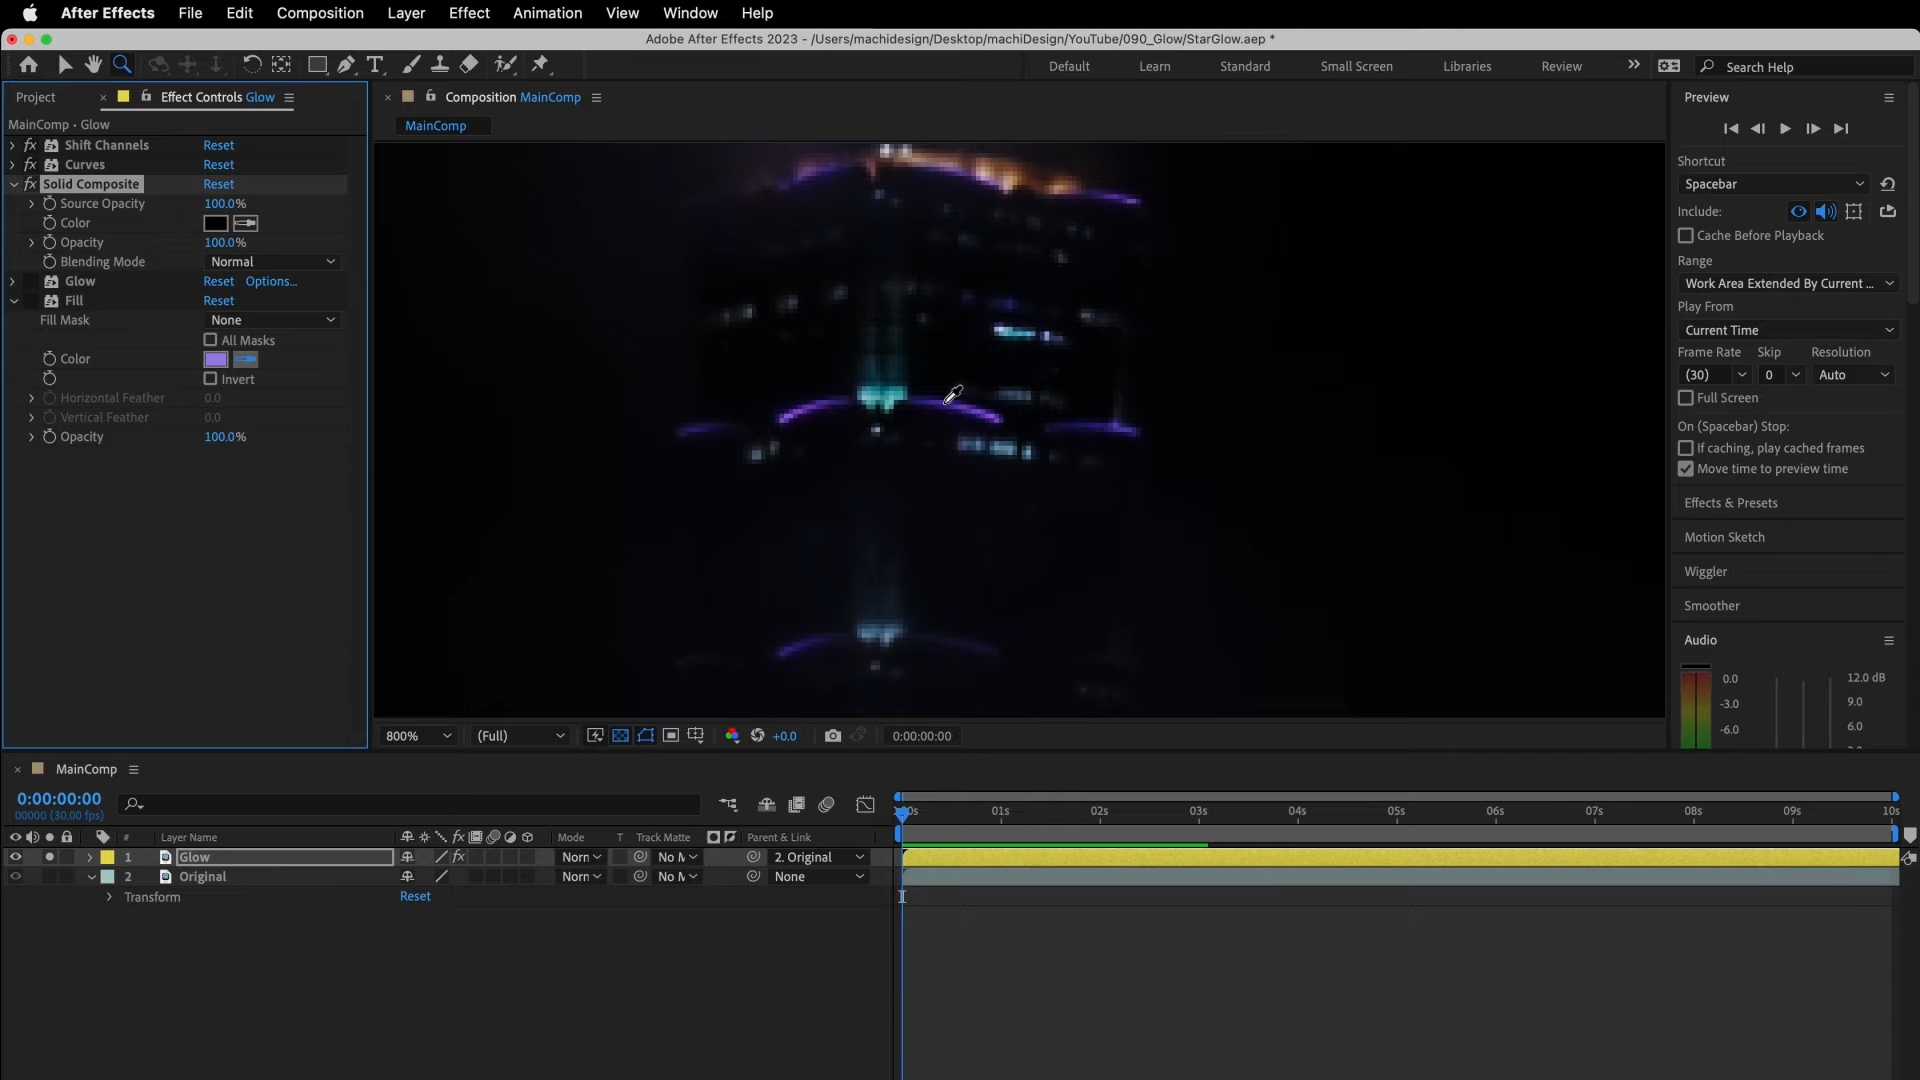 After Effects File Edit Composition Layer Effect Animation View Window Help
Adobe After Effects 2023 - /Users/machidesign/Desktop/machiDesign/YouTube/090_Glow/StarGlow.aep *
Default Learn Standard Small Screen Libraries Review Search Help
Project Effect Controls Glow
MainComp · Glow
fx Shift Channels Reset
fx Curves Reset
fx Solid Composite Reset
Source Opacity 100.0%
Color
Opacity 100.0%
Blending Mode Normal
Glow Reset Options...
Fill Reset
Fill Mask None
All Masks
Color
Invert
Horizontal Feather 0.0
Vertical Feather 0.0
Opacity 100.0%
Composition MainComp
MainComp
800% (Full) +0.0 0:00:00:00
Preview
Shortcut
Spacebar
Include:
Cache Before Playback
Range
Work Area Extended By Current ...
Play From
Current Time
Frame Rate Skip Resolution
(30) 0 Auto
Full Screen
On (Spacebar) Stop:
If caching, play cached frames
Move time to preview time
Effects & Presets
Motion Sketch
Wiggler
Smoother
Audio
0.0 12.0 dB
-3.0 9.0
-6.0 6.0
MainComp
0:00:00:00
00000 (30.00 fps)
01s 02s 03s 04s 05s 06s 07s 08s 09s 10s
# Layer Name fx Mode T Track Matte Parent & Link
1 Glow fx Norn No M 2. Original
2 Original Norn No M None
Transform Reset